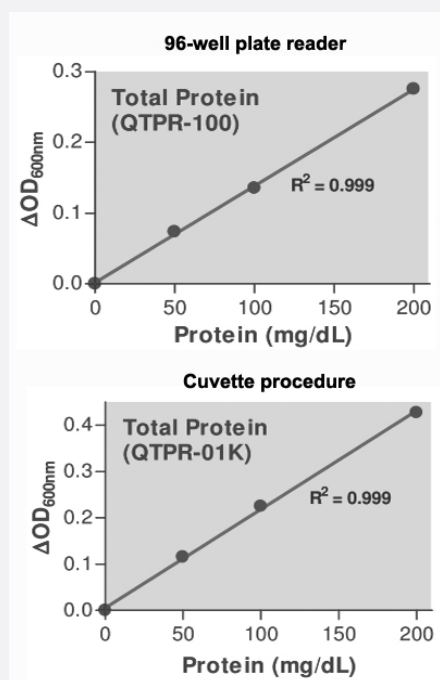 96-well plate reader
0.3
Total Protein
(QTPR-100)
0.2
R² = 0.999
0.1
0.0
ΔOD600nm
0 50 100 150 200
Protein (mg/dL)
Cuvette procedure
0.4
Total Protein
(QTPR-01K)
0.3
R² = 0.999
0.2
0.1
0.0
ΔOD600nm
0 50 100 150 200
Protein (mg/dL)